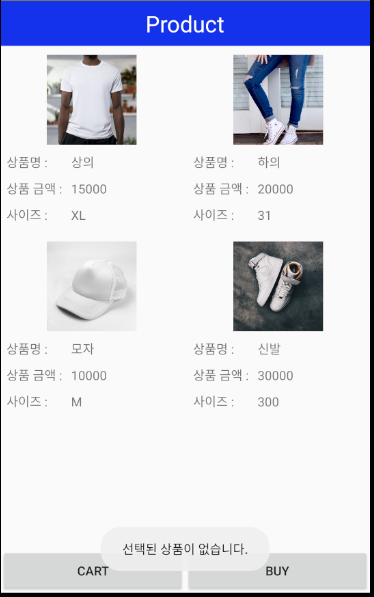 Product
상품명 : 상의
상품 금액 : 15000
사이즈 : XL
상품명 : 하의
상품 금액 : 20000
사이즈 : 31
상품명 : 모자
상품 금액 : 10000
사이즈 : M
상품명 : 신발
상품 금액 : 30000
사이즈 : 300
선택된 상품이 없습니다.
CART
BUY